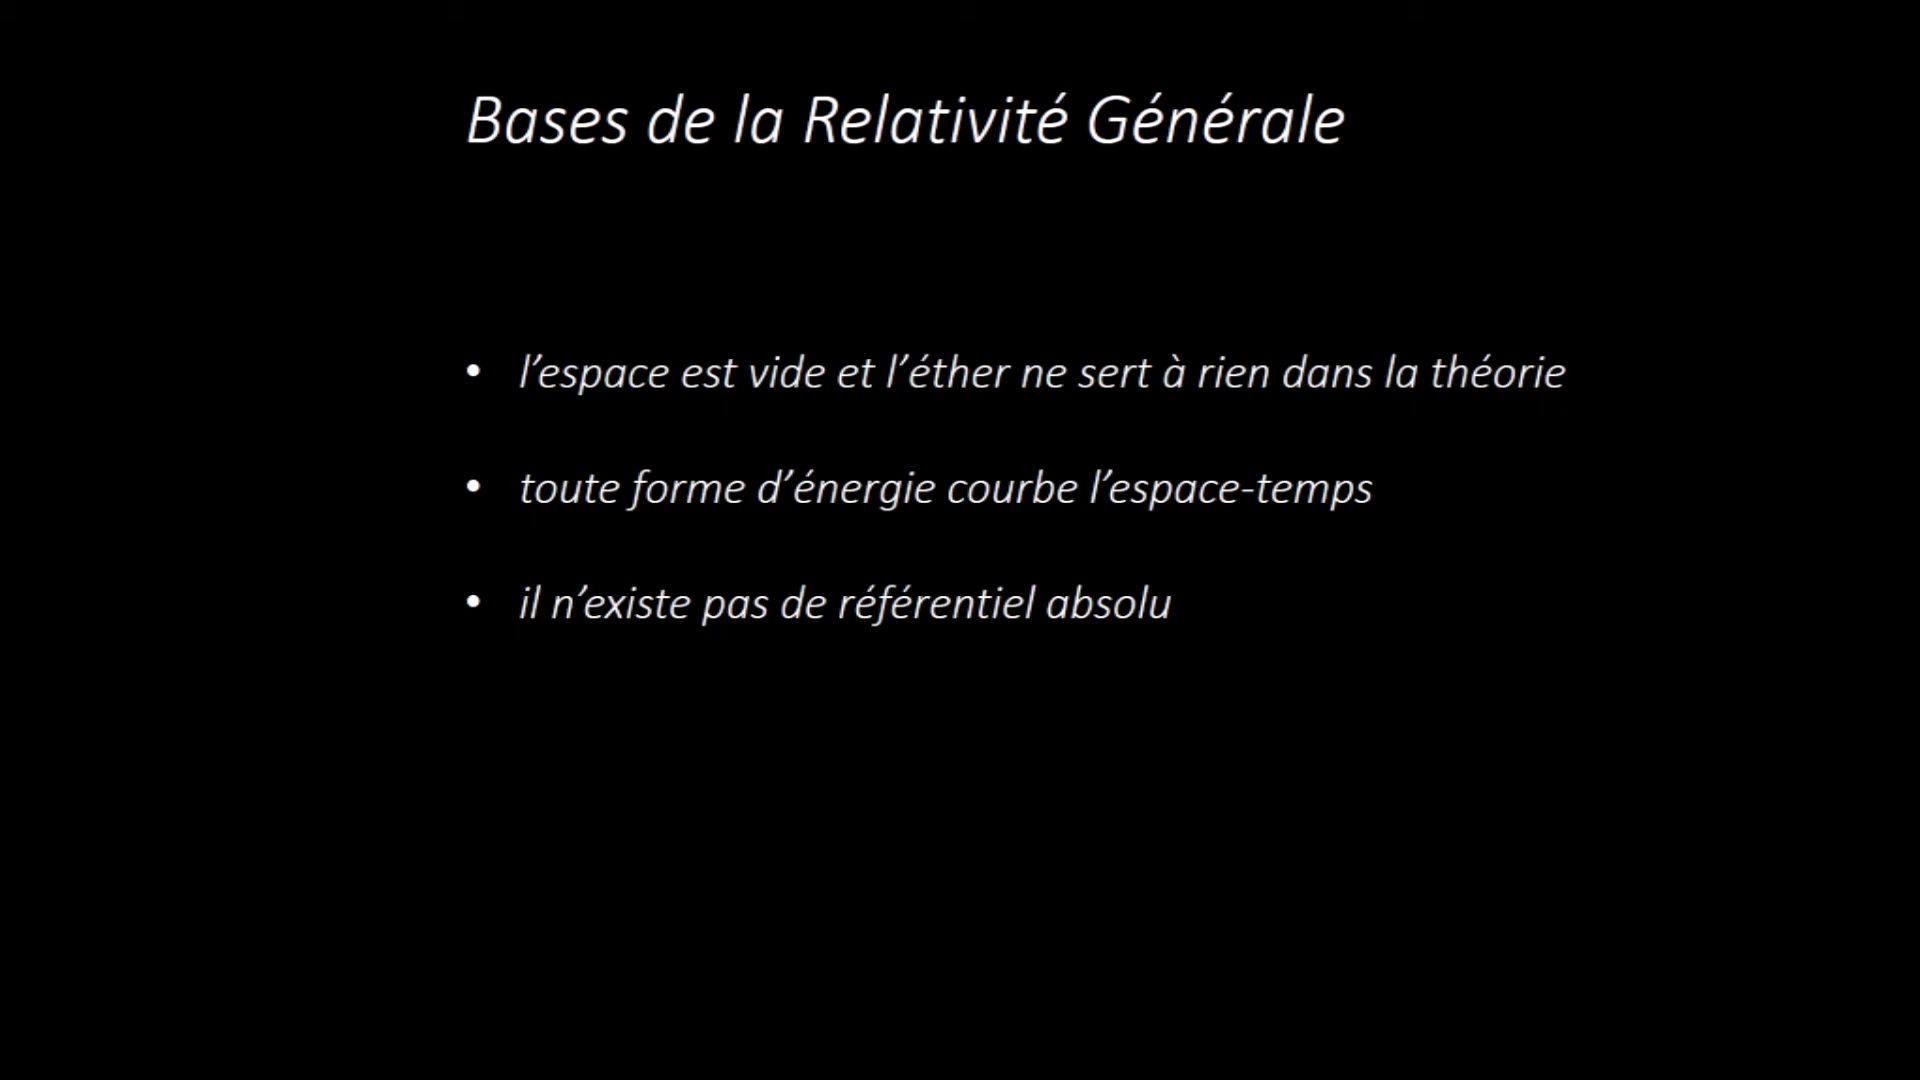 Bases de la Relativité Générale
• l’espace est vide et l’éther ne sert à rien dans la théorie
• toute forme d’énergie courbe l’espace-temps
• il n’existe pas de référentiel absolu